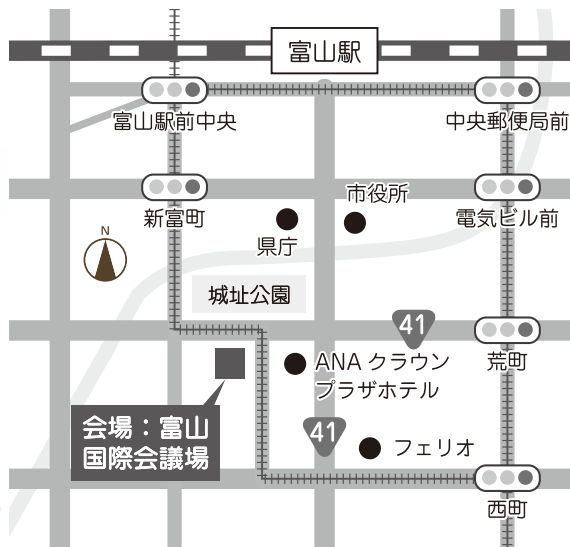 富山駅
富山駅前中央
中央郵便局前
新富町
市役所
電気ビル前
県庁
N
城址公園
41
荒町
ANA クラウン
プラザホテル
会場：富山
国際会議場
41
フェリオ
西町